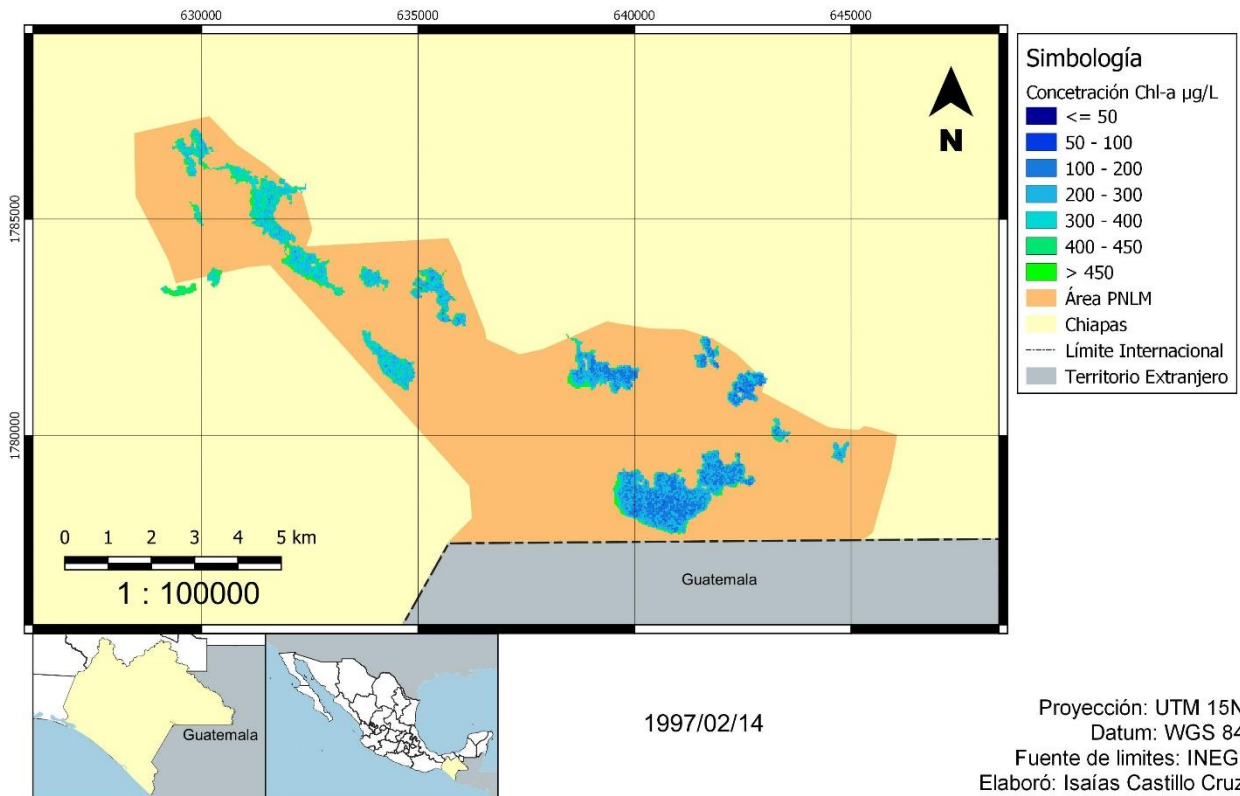 630000
635000
640000
645000
1785000
1780000
N
0 1 2 3 4 5 km
1 : 100000
Guatemala
Simbología
Concetración Chl-a µg/L
<= 50
50 - 100
100 - 200
200 - 300
300 - 400
400 - 450
> 450
Área PNLM
Chiapas
Límite Internacional
Territorio Extranjero
Guatemala
1997/02/14
Proyección: UTM 15N
Datum: WGS 84
Fuente de limites: INEG
Elaboró: Isaías Castillo Cruz